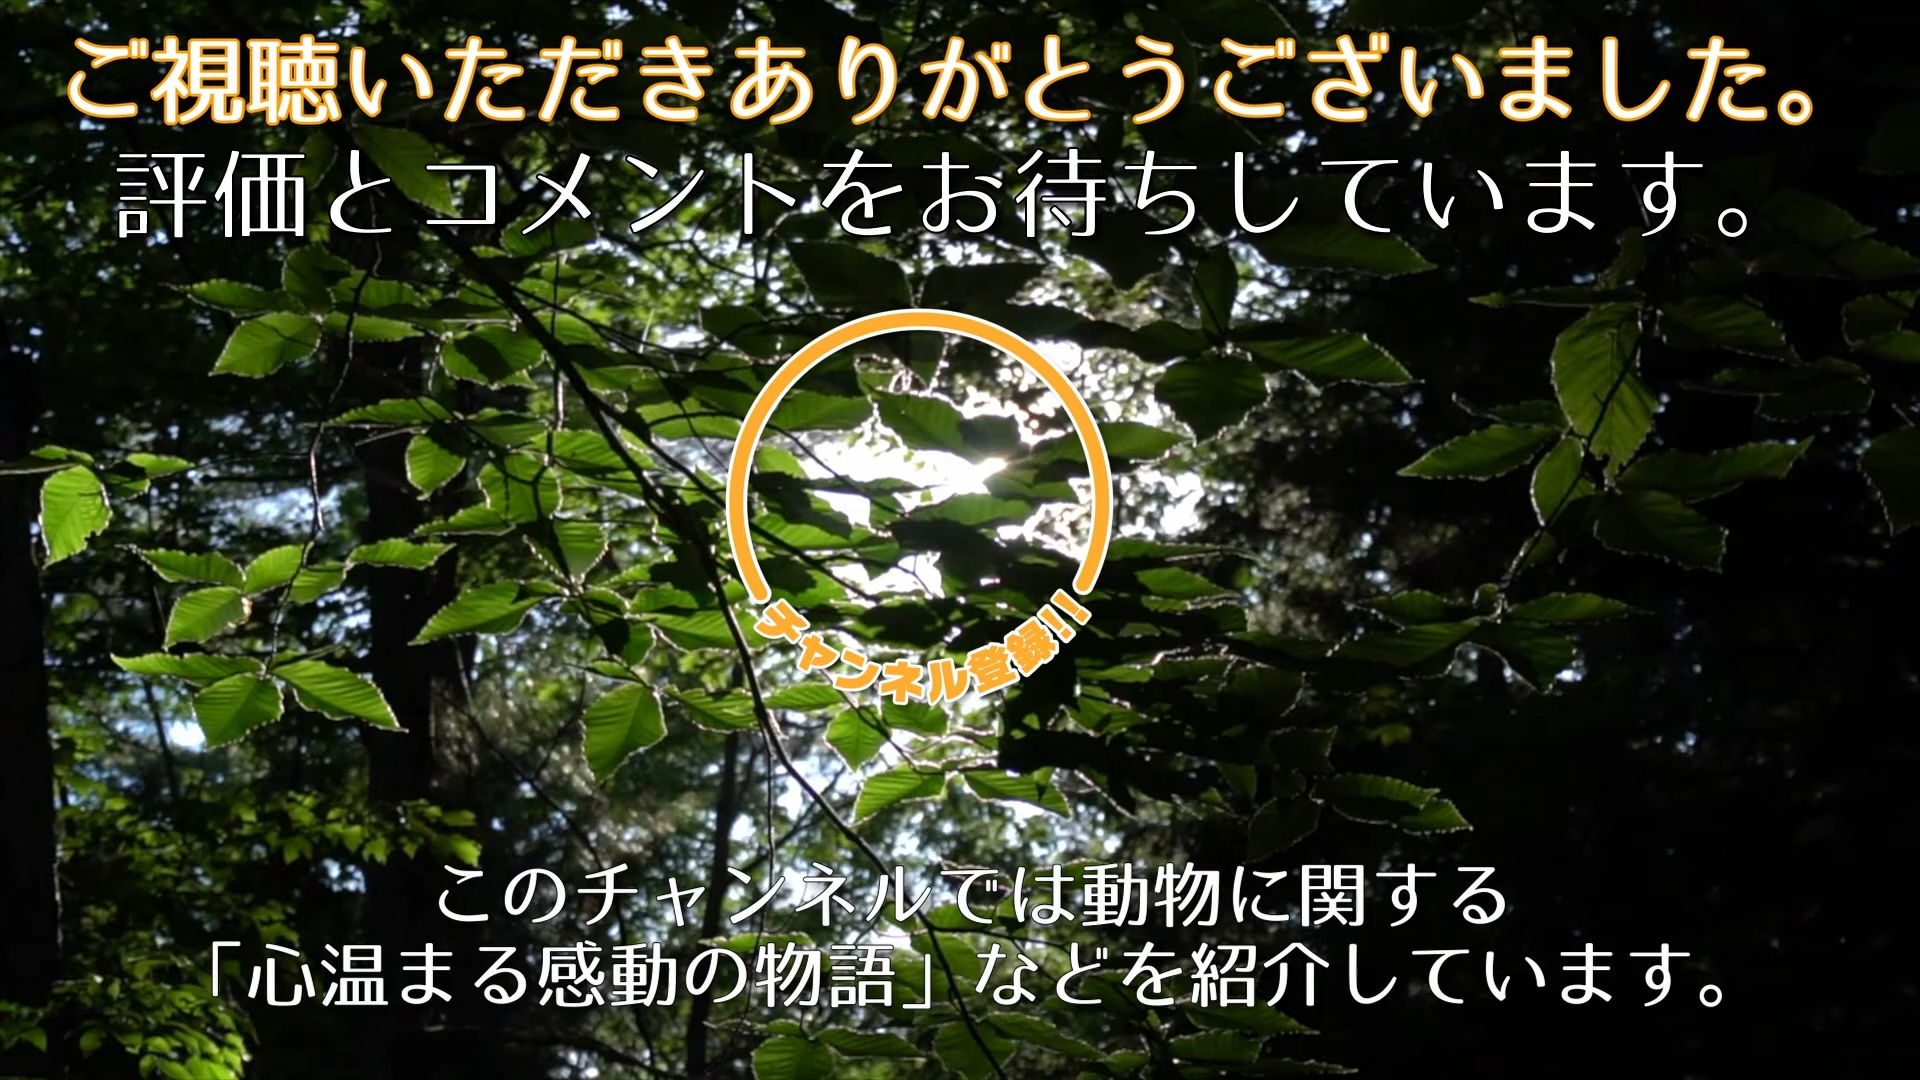 ご視聴いただきありがとうございました。
評価とコメントをお待ちしています。
チャンネル登録!!
このチャンネルでは動物に関する
「心温まる感動の物語」などを紹介しています。